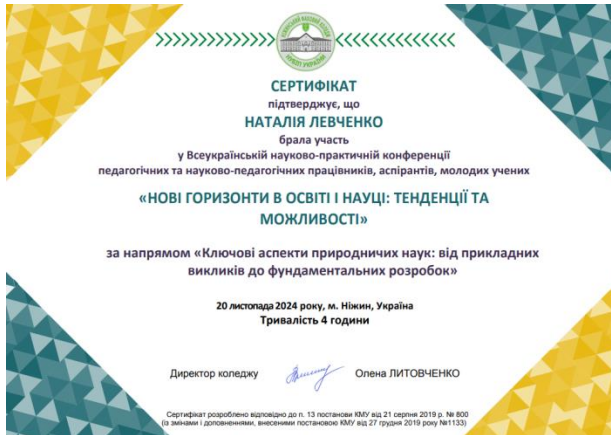 СЕРТИФІКАТ
підтверджує, що
НАТАЛІЯ ЛЕВЧЕНКО
брала участь
у Всеукраїнській науково-практичній конференції
педагогічних та науково-педагогічних працівників, аспірантів, молодих учених
«НОВІ ГОРИЗОНТИ В ОСВІТІ І НАУЦІ: ТЕНДЕНЦІЇ ТА
МОЖЛИВОСТІ»
за напрямом «Ключові аспекти природничих наук: від прикладних
викликів до фундаментальних розробок»
20 листопада 2024 року, м. Ніжин, Україна
Тривалість 4 години
Директор коледжу Олена ЛИТОВЧЕНКО
Сертифікат розроблено відповідно до п. 13 постанови КМУ від 21 серпня 2019 р. № 800
(із змінами і доповненнями, внесеними постановою КМУ від 27 грудня 2019 року №1133)